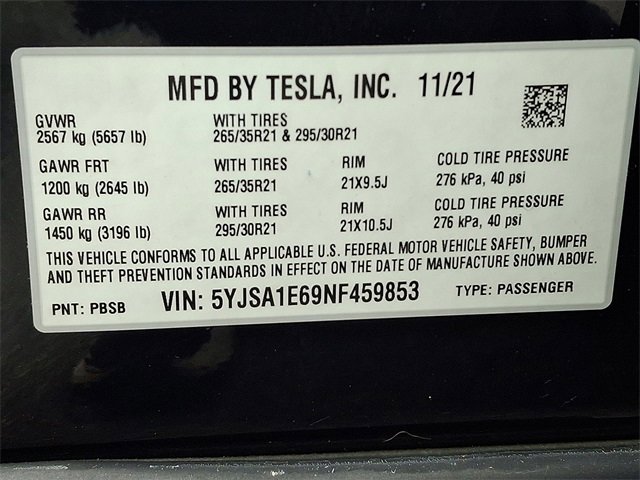 MFD BY TESLA, INC. 11/21
GVWR WITH TIRES
2567 kg (5657 lb) 265/35R21 & 295/30R21
GAWR FRT WITH TIRES RIM COLD TIRE PRESSURE
1200 kg (2645 lb) 265/35R21 21X9.5J 276 kPa, 40 psi
GAWR RR WITH TIRES RIM COLD TIRE PRESSURE
1450 kg (3196 lb) 295/30R21 21X10.5J 276 kPa, 40 psi
THIS VEHICLE CONFORMS TO ALL APPLICABLE U.S. FEDERAL MOTOR VEHICLE SAFETY, BUMPER
AND THEFT PREVENTION STANDARDS IN EFFECT ON THE DATE OF MANUFACTURE SHOWN ABOVE.
PNT: PBSB VIN: 5YJSA1E69NF459853 TYPE: PASSENGER